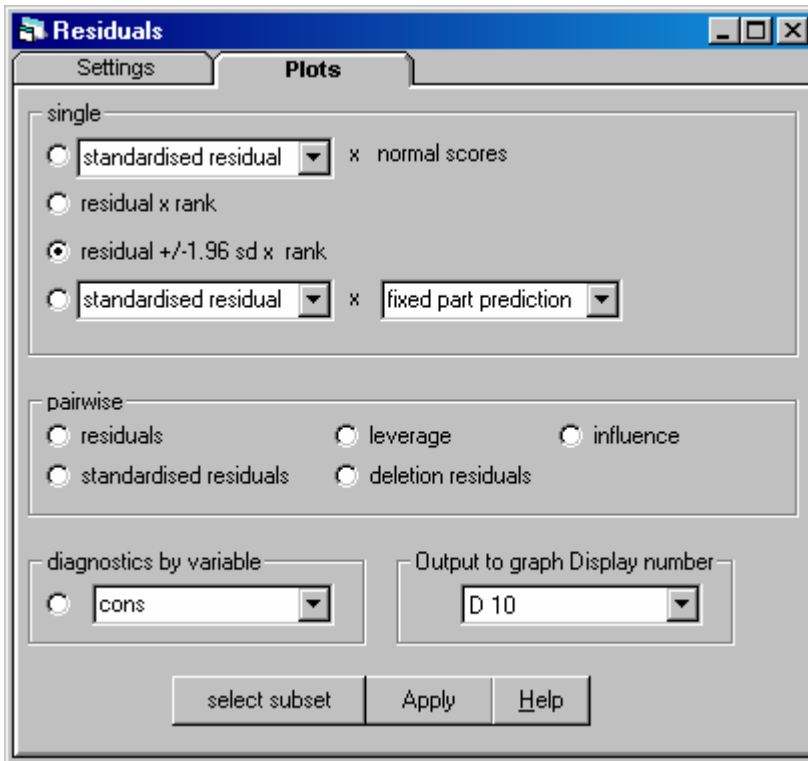 Residuals
Settings
Plots
single
standardised residual x normal scores
residual x rank
residual +/-1.96 sd x rank
standardised residual x fixed part prediction
pairwise
residuals leverage influence
standardised residuals deletion residuals
diagnostics by variable
cons
Output to graph Display number
D 10
select subset Apply Help